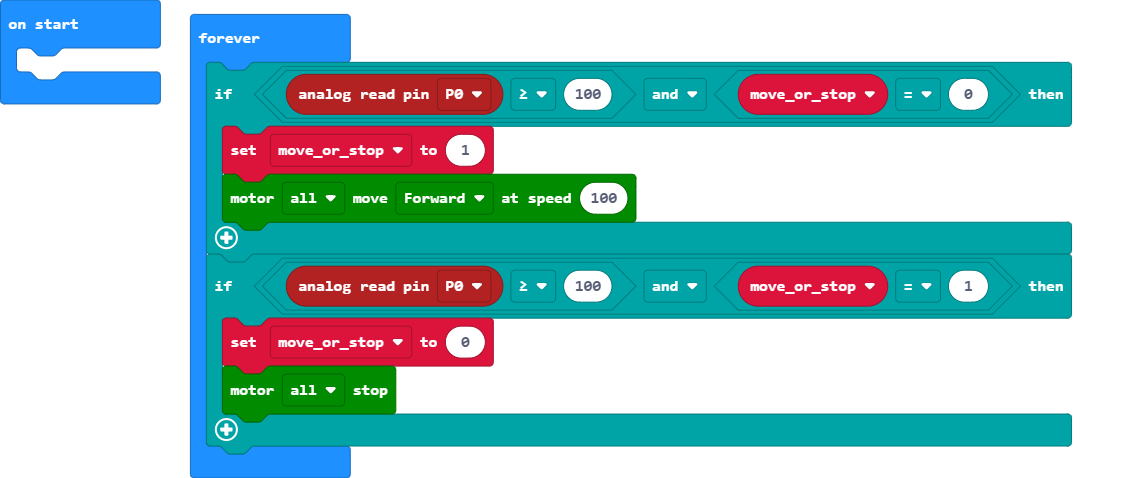 on start
forever
if analog read pin P0 ≥ 100 and move_or_stop = 0 then
set move_or_stop to 1
motor all move Forward at speed 100
if analog read pin P0 ≥ 100 and move_or_stop = 1 then
set move_or_stop to 0
motor all stop